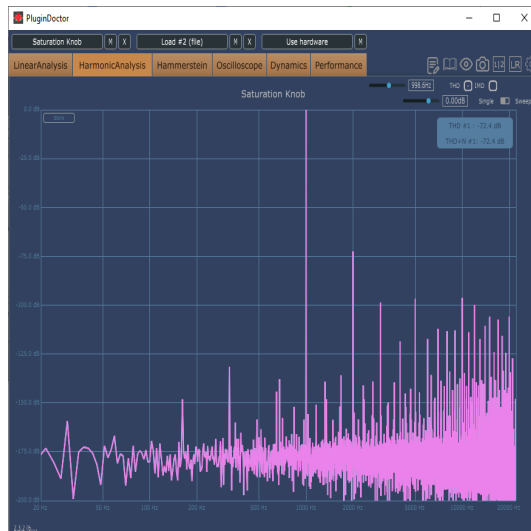 PluginDoctor
Saturation Knob M X Load #2 (file) M X Use hardware M
LinearAnalysis HarmonicAnalysis Hammerstein Oscilloscope Dynamics Performance
998.6Hz THD IMD
Saturation Knob
0.00dB Single Sweep
0.0 dB
THD #1 : -72.4 dB
THD+N #1: -72.4 dB
-25.0 dB
-50.0 dB
-75.0 dB
-100.0 dB
-125.0 dB
-150.0 dB
-175.0 dB
-200.0 dB
20 Hz 50 Hz 100 Hz 200 Hz 500 Hz 1000 Hz 2000 Hz 5000 Hz 10000 Hz 20000 Hz